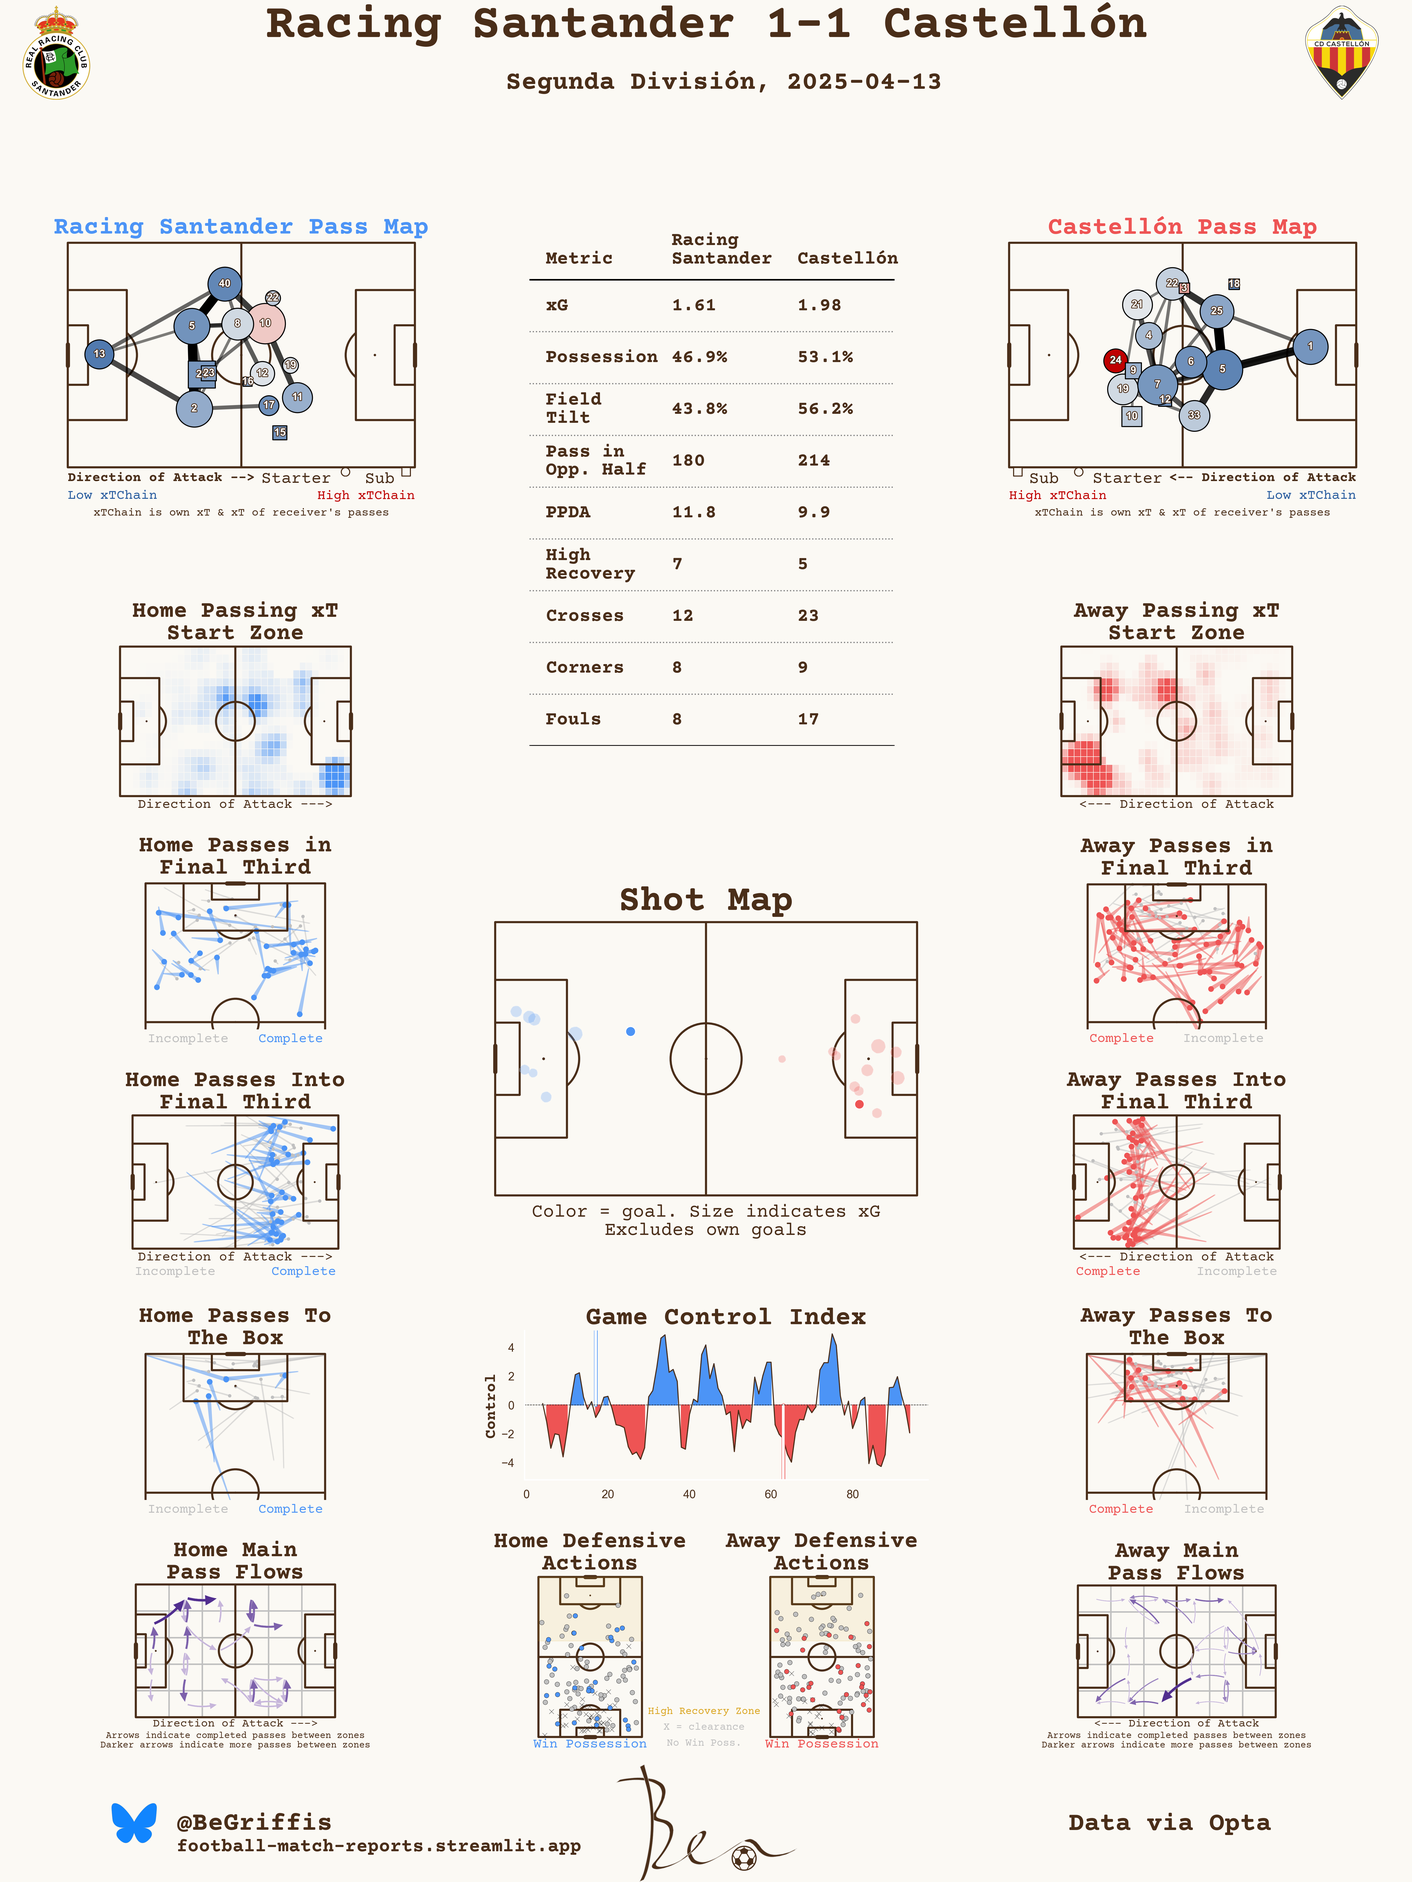 Racing Santander 1-1 Castellón
Segunda División, 2025-04-13
REAL RACING CLUB
SANTANDER
CD CASTELLÓN
Racing Santander Pass Map
40
22
5
8
10
13
23
19
12
16
2
17
11
15
Direction of Attack --> Starter Sub
Low xTChain High xTChain
xTChain is own xT & xT of receiver's passes
Metric Racing Santander Castellón
xG 1.61 1.98
Possession 46.9% 53.1%
Field Tilt 43.8% 56.2%
Pass in Opp. Half 180 214
PPDA 11.8 9.9
High Recovery 7 5
Crosses 12 23
Corners 8 9
Fouls 8 17
Castellón Pass Map
22
3
18
21
25
4
1
24
9
6
5
19
7
12
10
33
Sub Starter <-- Direction of Attack
High xTChain Low xTChain
xTChain is own xT & xT of receiver's passes
Home Passing xT
Start Zone
Direction of Attack --->
Away Passing xT
Start Zone
<--- Direction of Attack
Home Passes in
Final Third
Incomplete Complete
Away Passes in
Final Third
Complete Incomplete
Shot Map
Color = goal. Size indicates xG
Excludes own goals
Home Passes Into
Final Third
Direction of Attack --->
Incomplete Complete
Away Passes Into
Final Third
<--- Direction of Attack
Complete Incomplete
Home Passes To
The Box
Incomplete Complete
Game Control Index
Control
4
2
0
−2
−4
0 20 40 60 80
Away Passes To
The Box
Complete Incomplete
Home Main
Pass Flows
Direction of Attack --->
Arrows indicate completed passes between zones
Darker arrows indicate more passes between zones
Home Defensive
Actions
Win Possession
Away Defensive
Actions
Win Possession
High Recovery Zone
X = clearance
No Win Poss.
Away Main
Pass Flows
<--- Direction of Attack
Arrows indicate completed passes between zones
Darker arrows indicate more passes between zones
@BeGriffis
football-match-reports.streamlit.app
Ben
Data via Opta